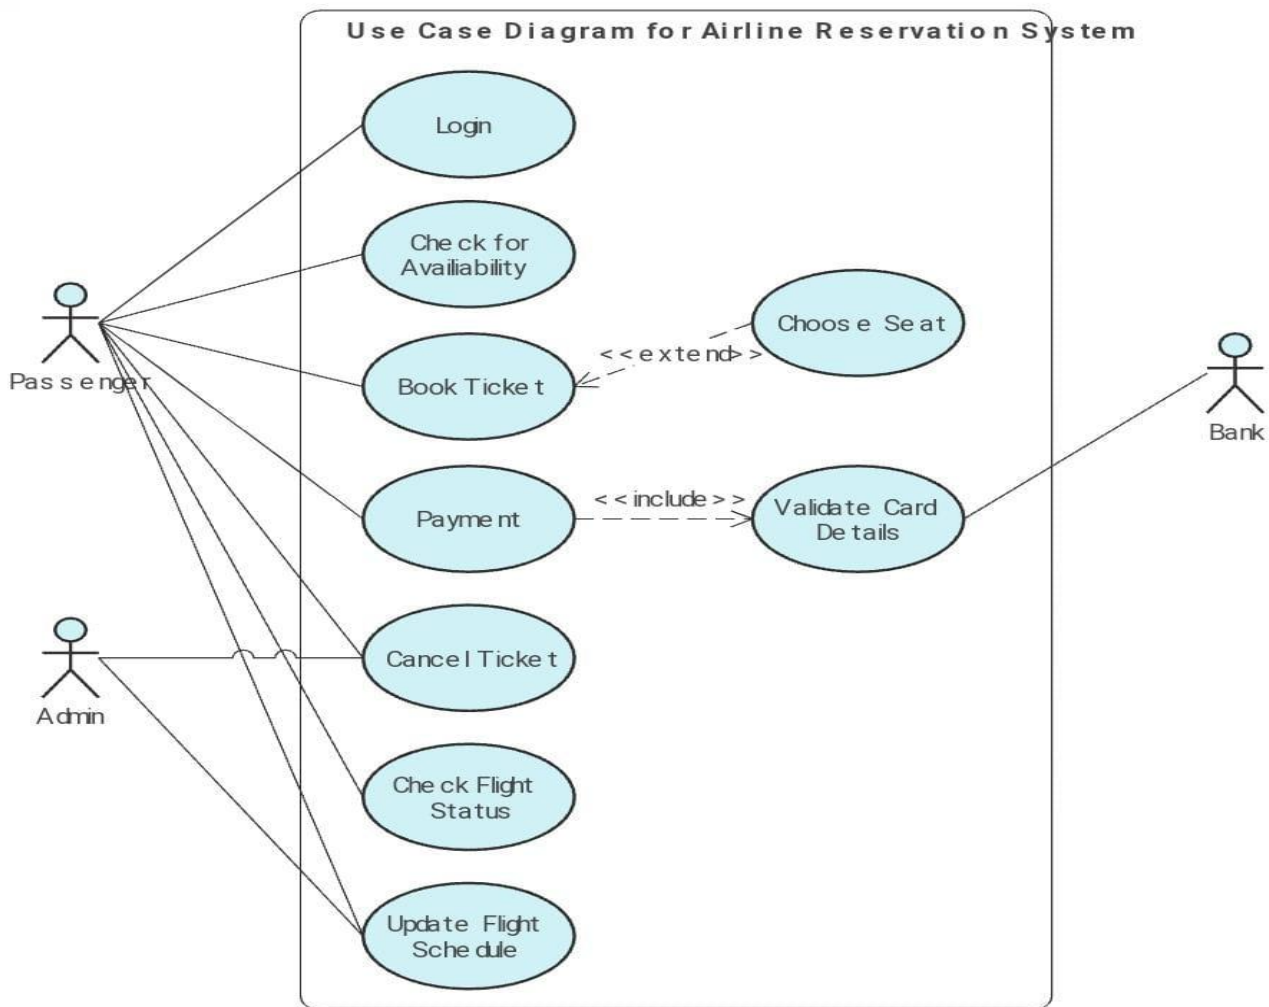 Use Case Diagram for Airline Reservation System
Login
Check for
Availiability
Choose Seat
<<extend>>
Passenger
Book Ticket
Bank
<<include>>
Payment
Validate Card
Details
Cancel Ticket
Admin
Check Flight
Status
Update Flight
Schedule